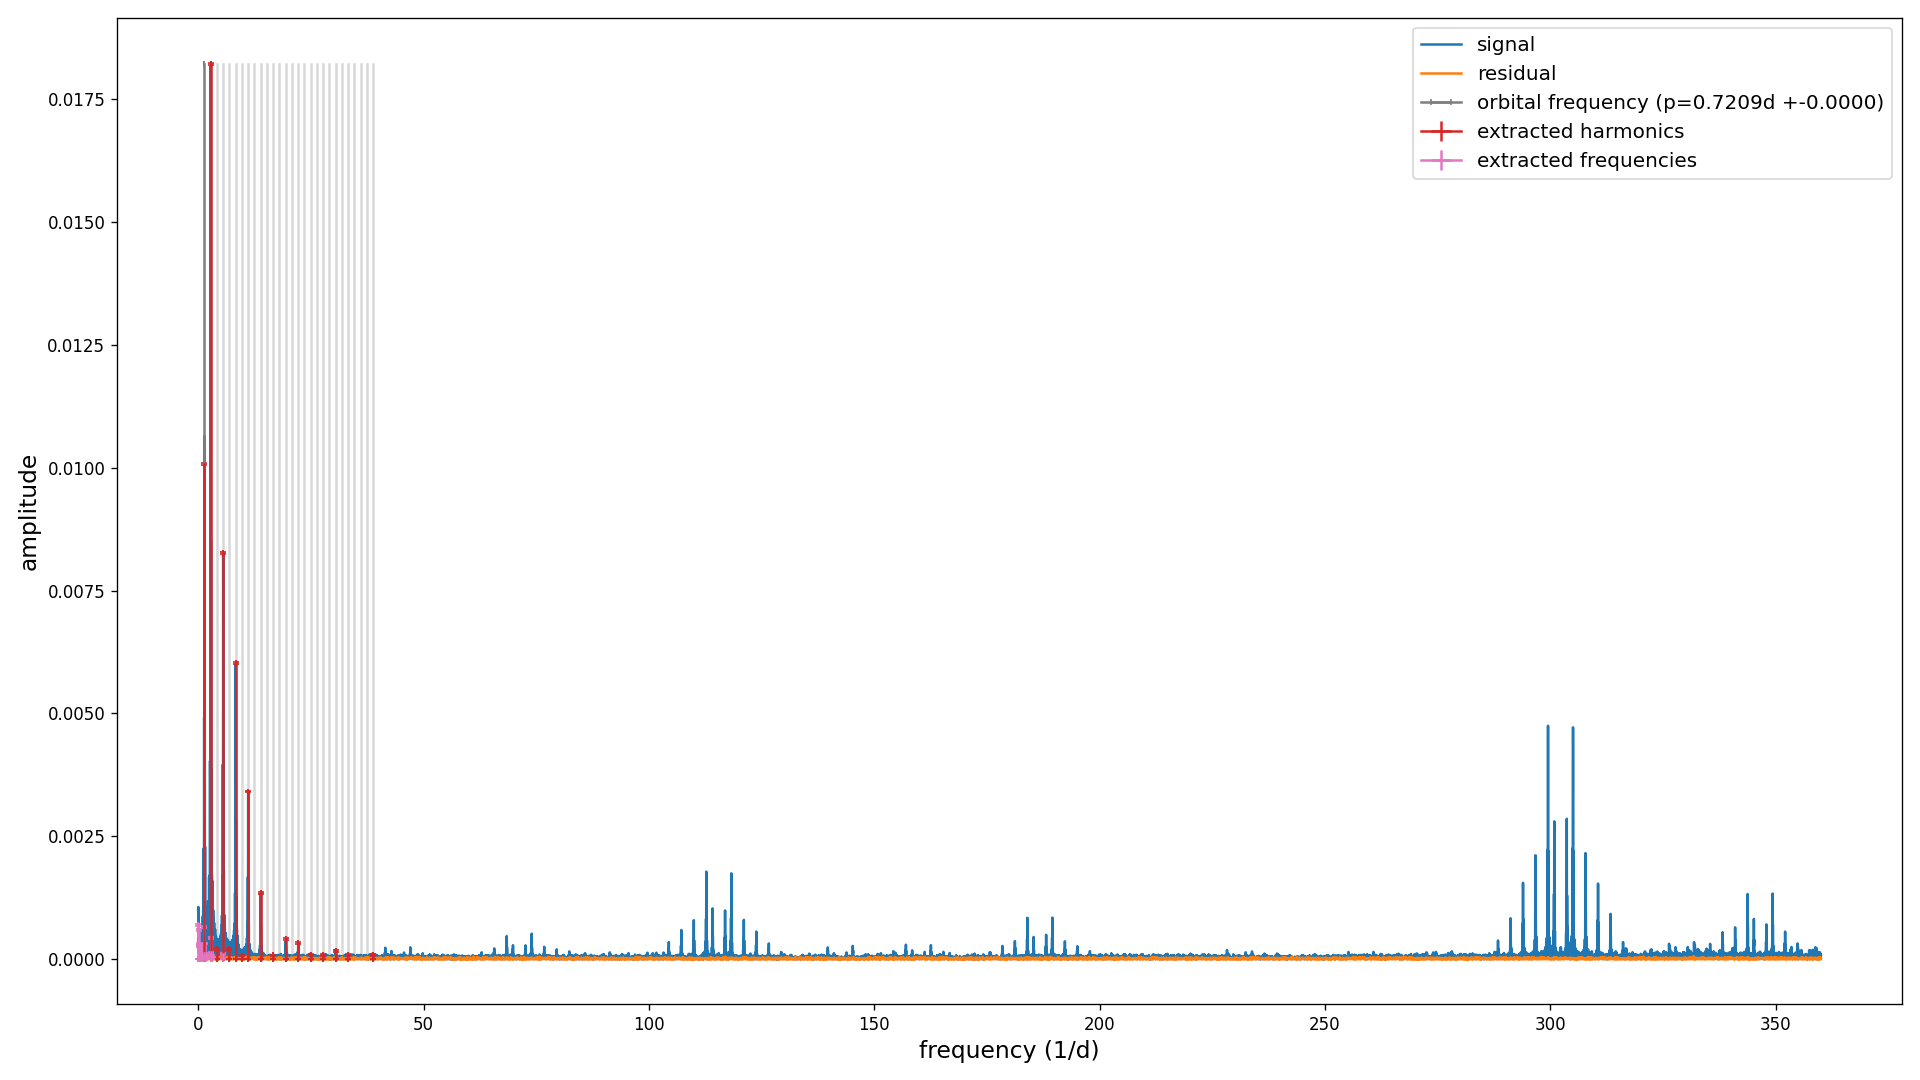 signal
residual
orbital frequency (p=0.7209d +-0.0000)
extracted harmonics
extracted frequencies
amplitude
0.0175
0.0150
0.0125
0.0100
0.0075
0.0050
0.0025
0.0000
0 50 100 150 200 250 300 350
frequency (1/d)